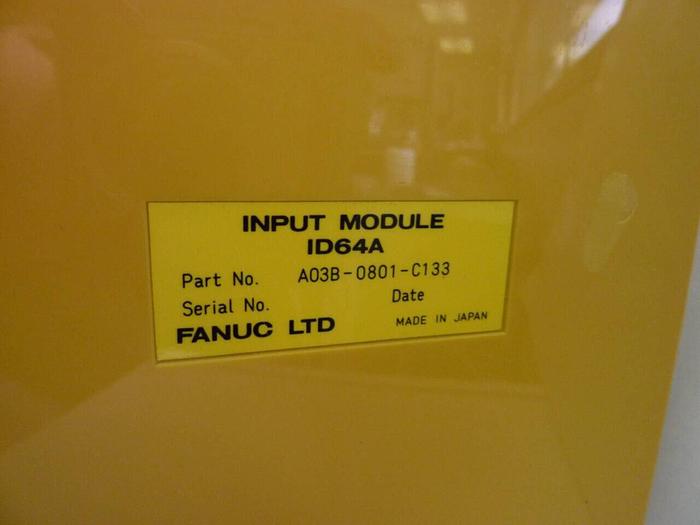 INPUT MODULE
ID64A
Part No. A03B-0801-C133
Serial No. Date
FANUC LTD MADE IN JAPAN